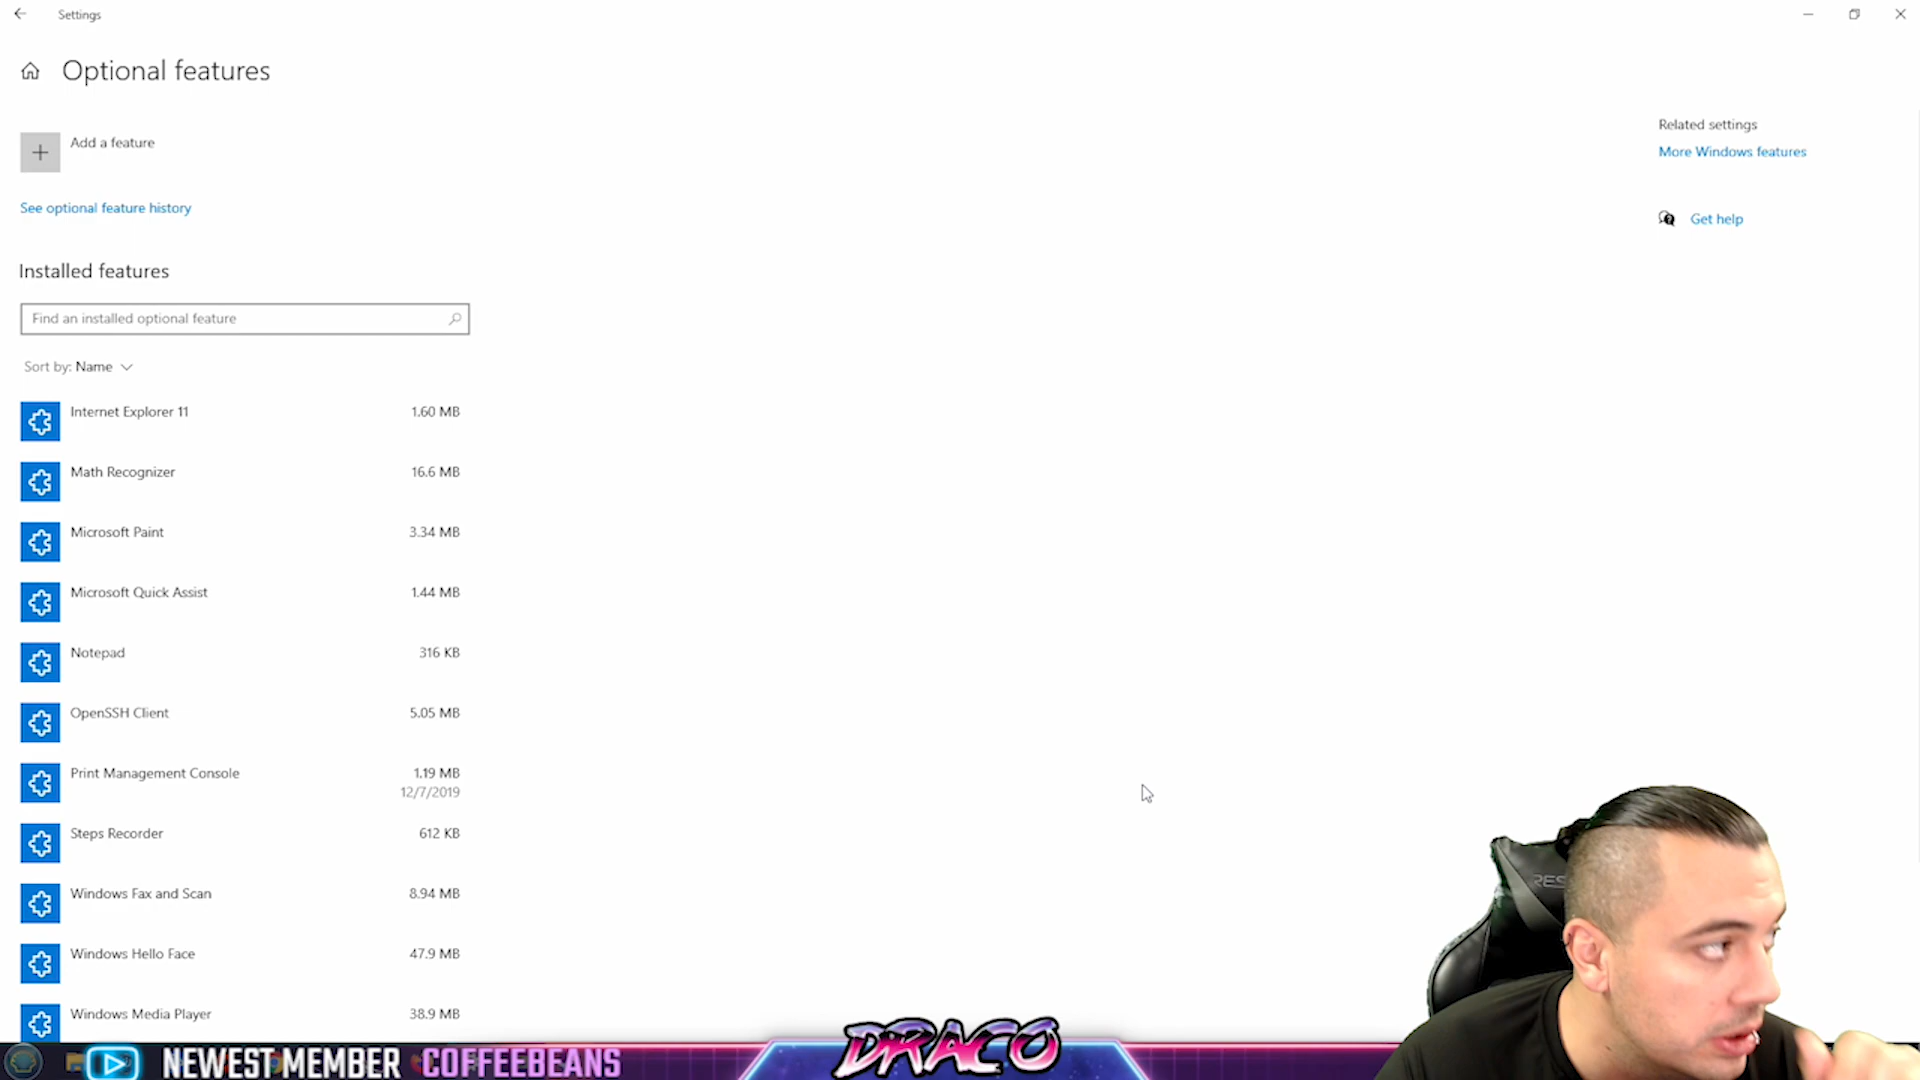 Settings
Optional features
Add a feature
See optional feature history
Installed features
Find an installed optional feature
Sort by: Name
Internet Explorer 11 1.60 MB
Math Recognizer 16.6 MB
Microsoft Paint 3.34 MB
Microsoft Quick Assist 1.44 MB
Notepad 316 KB
OpenSSH Client 5.05 MB
Print Management Console 1.19 MB
12/7/2019
Steps Recorder 612 KB
Windows Fax and Scan 8.94 MB
Windows Hello Face 47.9 MB
Windows Media Player 38.9 MB
Related settings
More Windows features
Get help
RES
NEWEST MEMBER COFFEEBEANS
DRACO